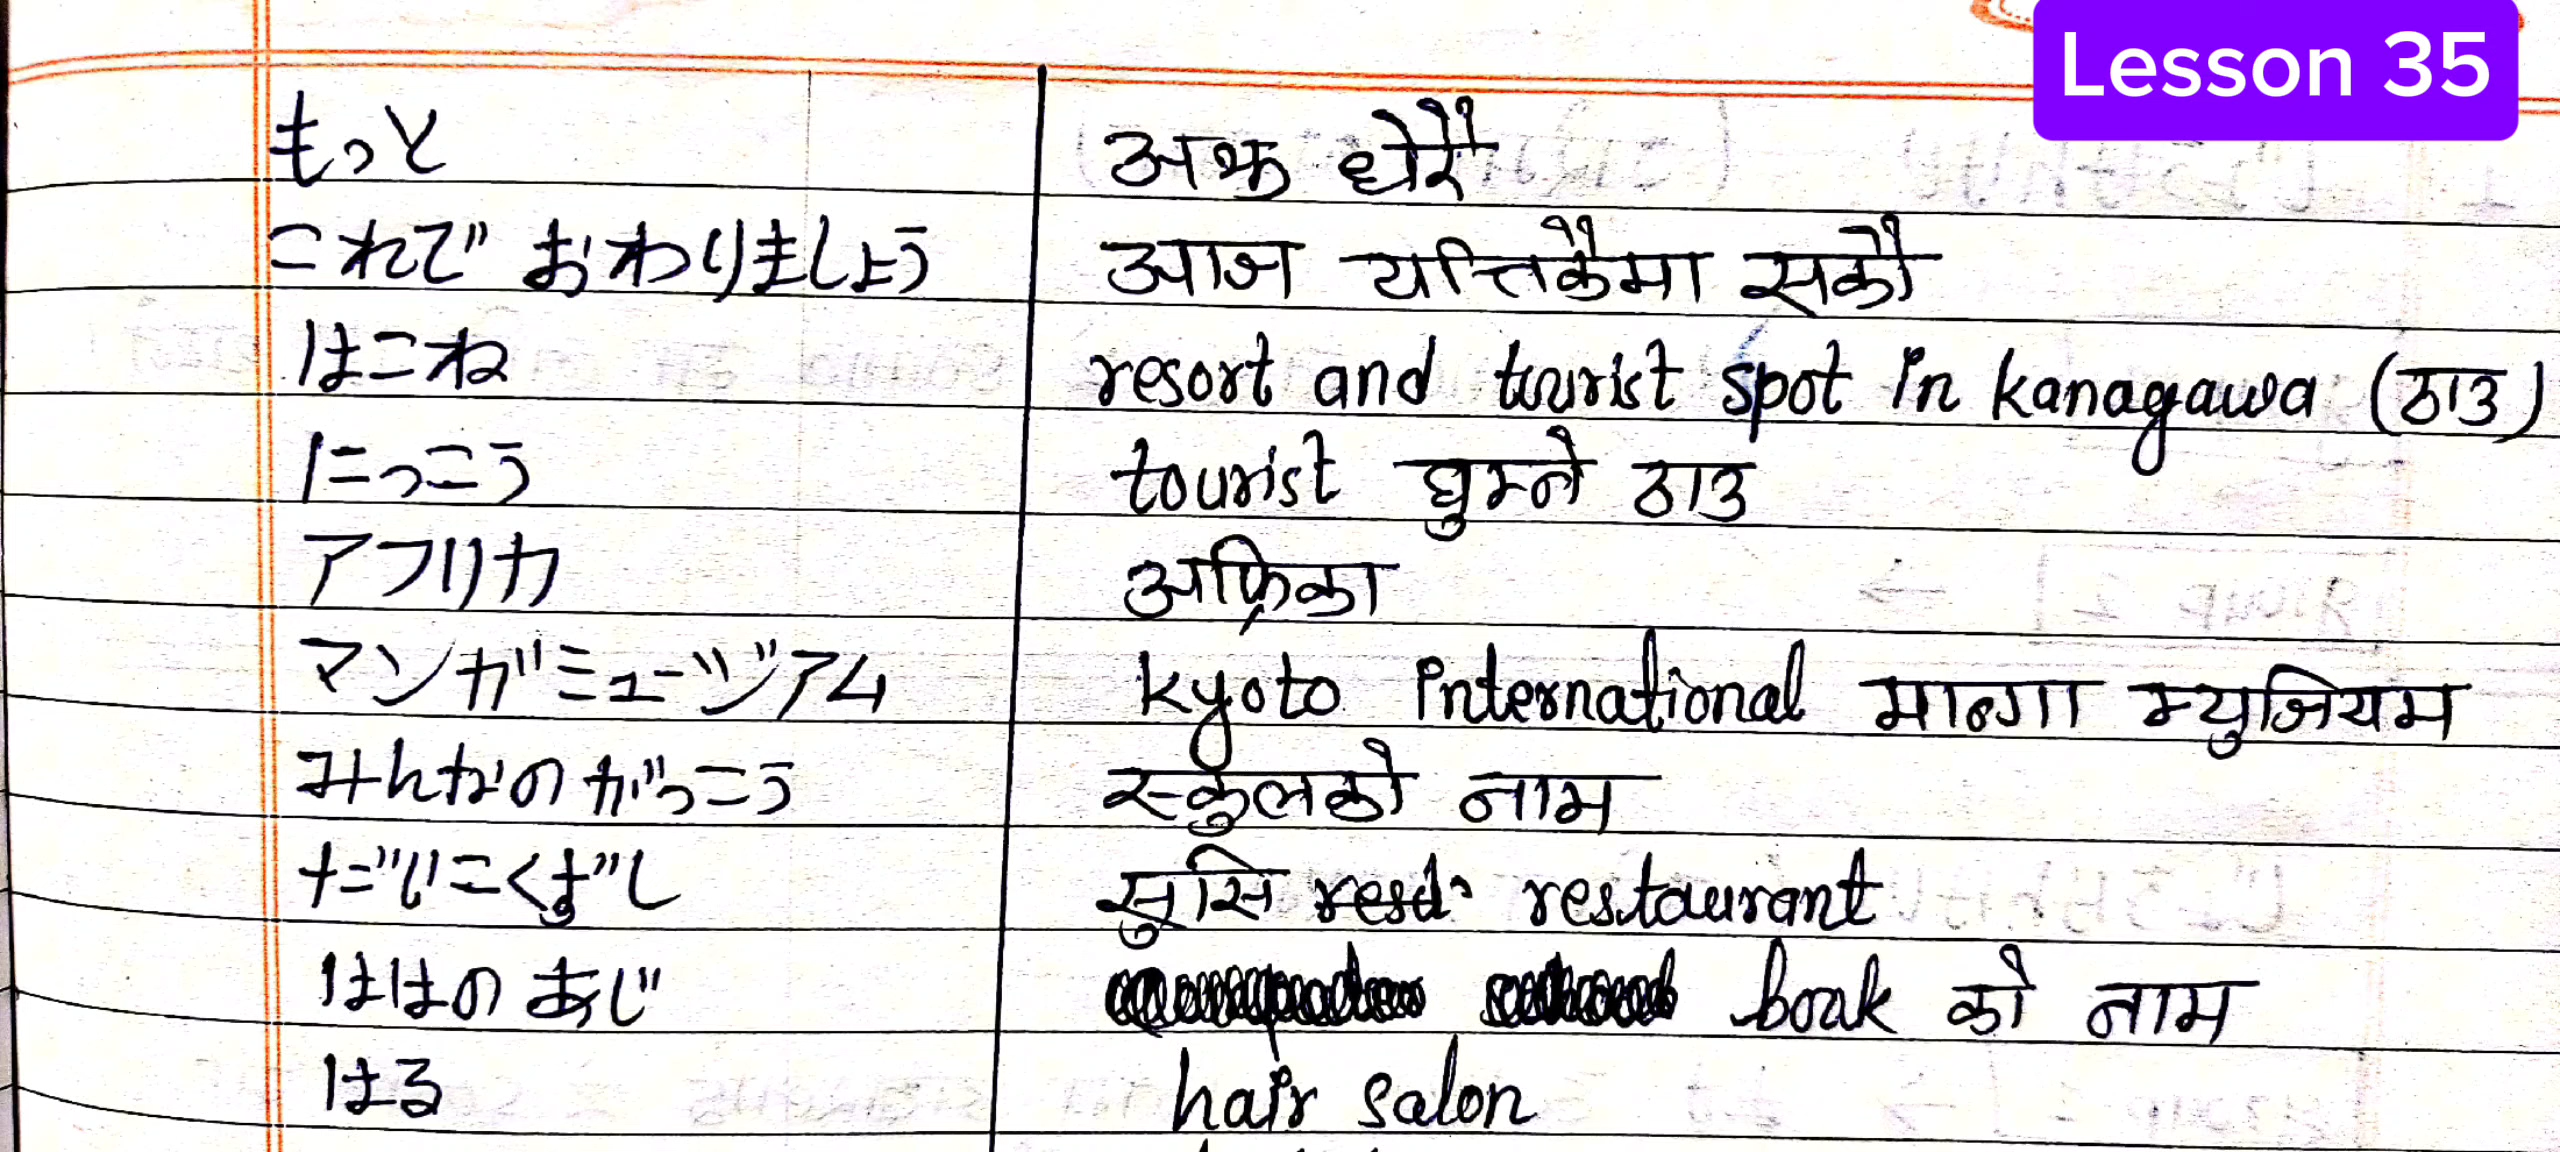 Lesson 35
もっと अझ धेरै
これで おわりましょう आज यत्तिकैमा सकौं
はこね resort and tourist spot in kanagawa (ठाउ)
にっこう tourist घुम्ने ठाउ
アフリカ अफ्रिका
マンガミュージアム kyoto international मान्गा म्युजियम
みんなのがっこう स्कुलको नाम
だいじこくずし सुसि restaurant
ははのあじ book को नाम
はる hair salon